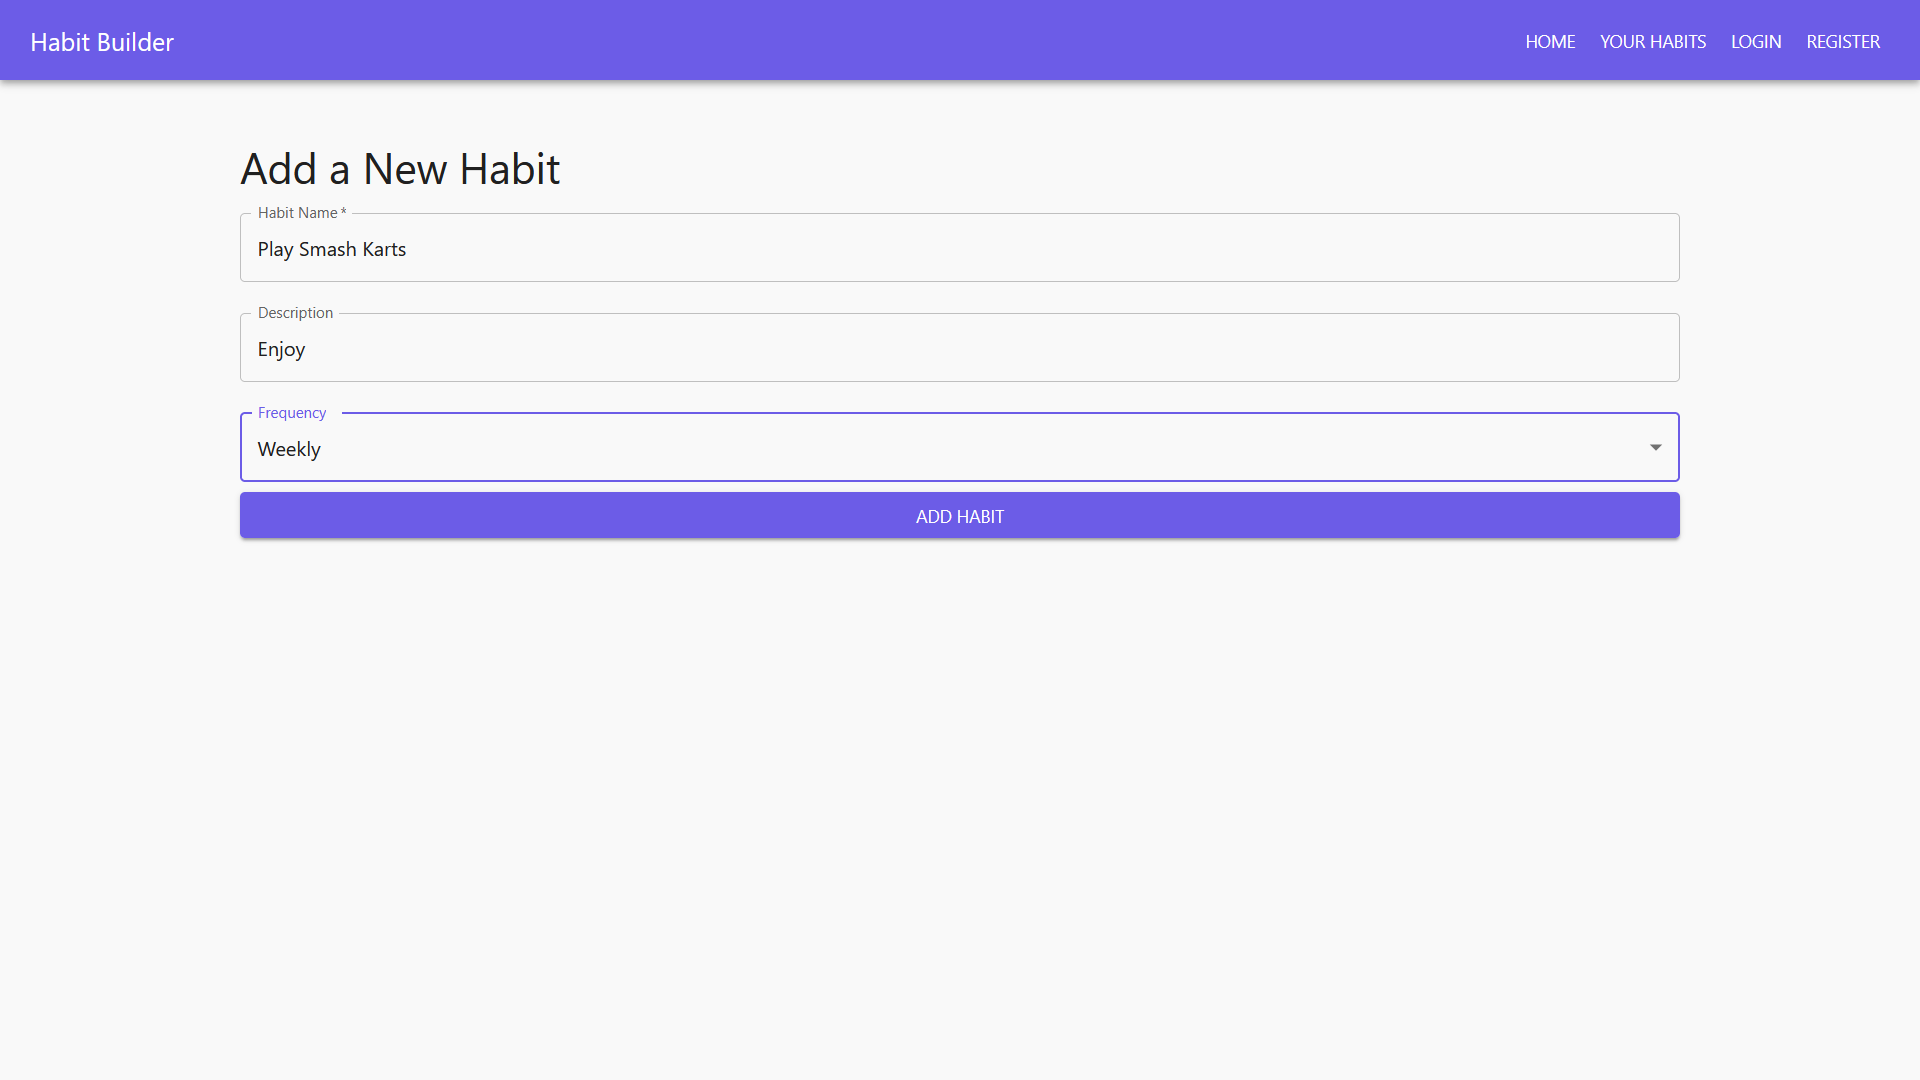 Habit Builder
HOME YOUR HABITS LOGIN REGISTER
Add a New Habit
Habit Name *
Play Smash Karts
Description
Enjoy
Frequency
Weekly
ADD HABIT